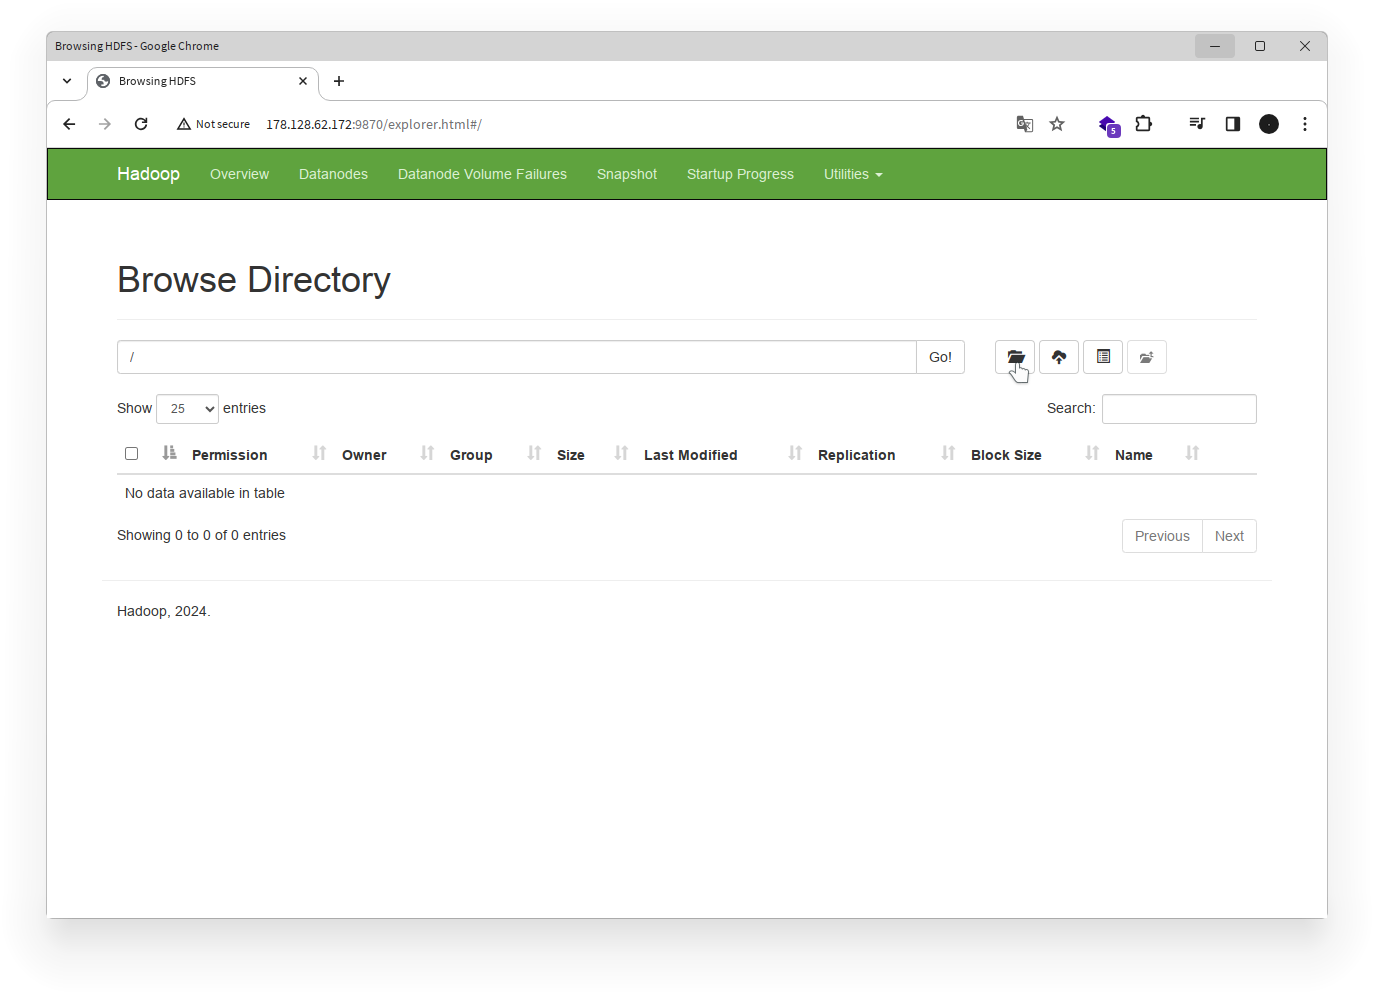 Browsing HDFS - Google Chrome
Browsing HDFS
Not secure 178.128.62.172:9870/explorer.html#/
5
Hadoop Overview Datanodes Datanode Volume Failures Snapshot Startup Progress Utilities
Browse Directory
/ Go!
Show 25 entries Search:
Permission Owner Group Size Last Modified Replication Block Size Name
No data available in table
Showing 0 to 0 of 0 entries Previous Next
Hadoop, 2024.